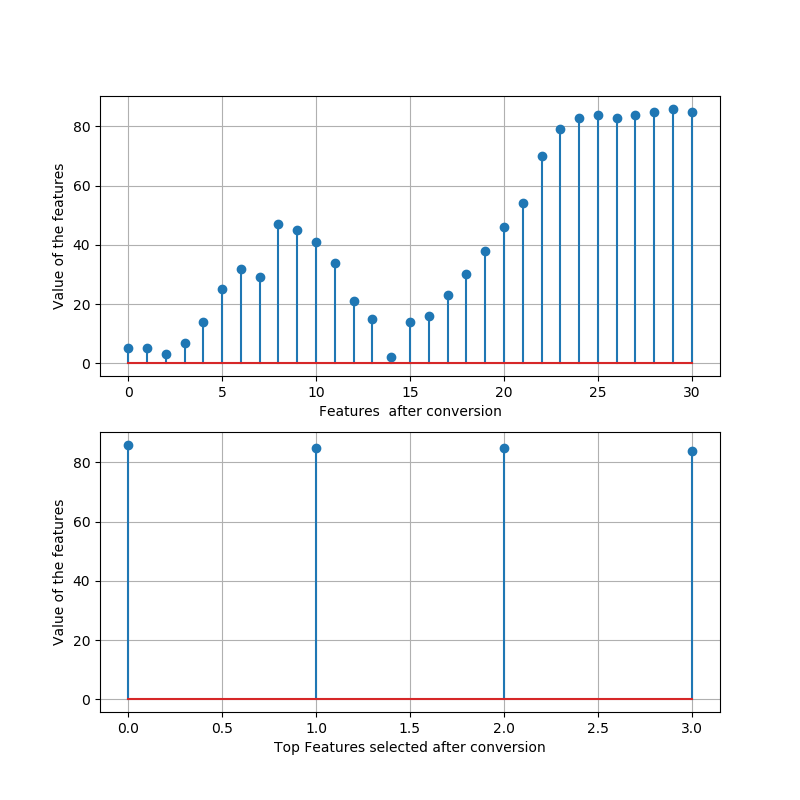 80
60
40
20
0
Value of the features
0 5 10 15 20 25 30
Features  after conversion
80
60
40
20
0
Value of the features
0.0 0.5 1.0 1.5 2.0 2.5 3.0
Top Features selected after conversion